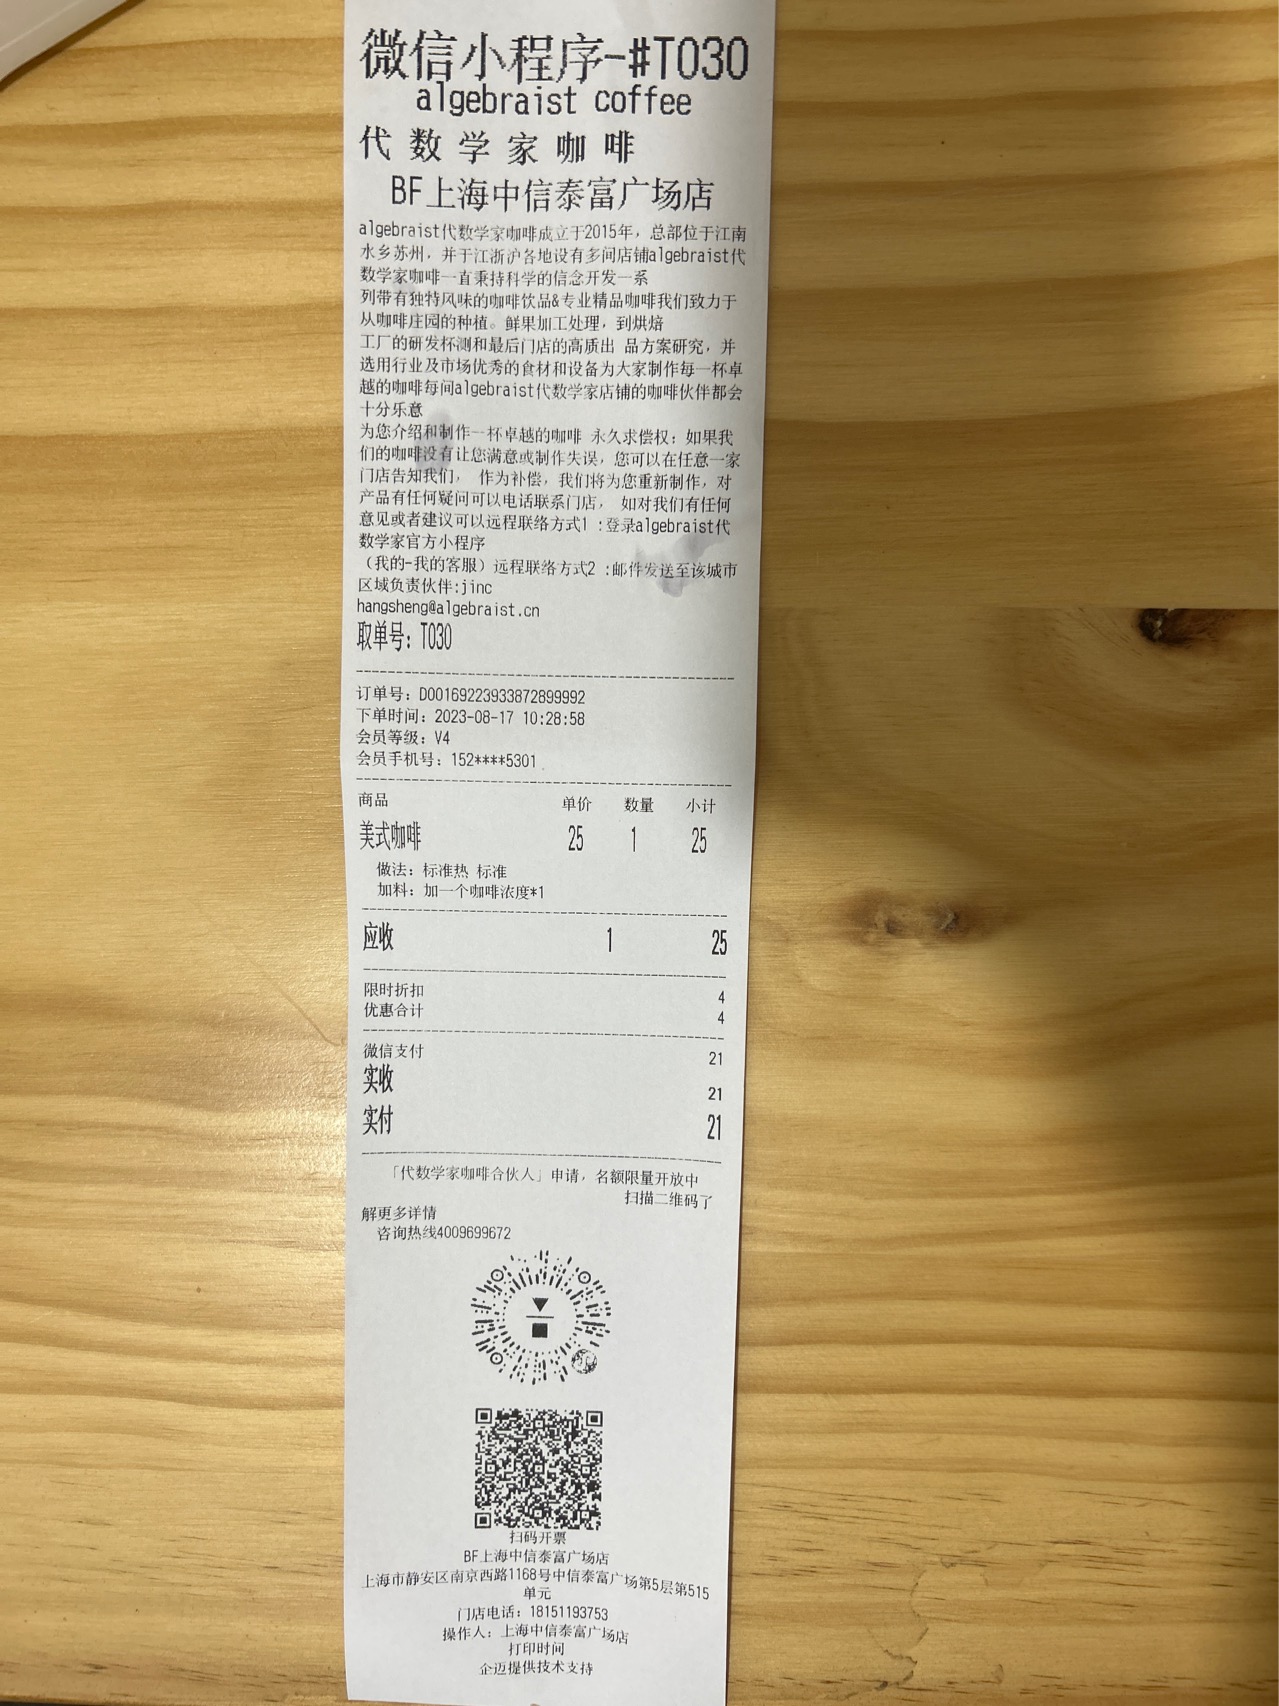 微信小程序-#T030
algebraist coffee
代数学家咖啡
BF上海中信泰富广场店
algebraist代数学家咖啡成立于2015年，总部位于江南
水乡苏州，并于江浙沪各地设有多间店铺algebraist代
数学家咖啡一直秉持科学的信念开发一系
列带有独特风味的咖啡饮品&专业精品咖啡我们致力于
从咖啡庄园的种植。鲜果加工处理，到烘焙
工厂的研发杯测和最后门店的高质出 品方案研究，并
选用行业及市场优秀的食材和设备为大家制作每一杯卓
越的咖啡每间algebraist代数学家店铺的咖啡伙伴都会
十分乐意
为您介绍和制作一杯卓越的咖啡 永久求偿权：如果我
们的咖啡没有让您满意或制作失误，您可以在任意一家
门店告知我们， 作为补偿，我们将为您重新制作，对
产品有任何疑问可以电话联系门店， 如对我们有任何
意见或者建议可以远程联络方式1 :登录algebraist代
数学家官方小程序
（我的-我的客服）远程联络方式2 :邮件发送至该城市
区域负责伙伴:jinc
hangsheng@algebraist.cn
取单号：T030
订单号：D00169223933872899992
下单时间：2023-08-17 10:28:58
会员等级：V4
会员手机号：152****5301
商品 单价 数量 小计
美式咖啡 25 1 25
做法：标准热 标准
加料：加一个咖啡浓度*1
应收 1 25
限时折扣 4
优惠合计 4
微信支付 21
实收 21
实付 21
「代数学家咖啡合伙人」申请，名额限量开放中
扫描二维码了
解更多详情
咨询热线4009699672
扫码开票
BF上海中信泰富广场店
上海市静安区南京西路1168号中信泰富广场第5层第515
单元
门店电话：18151193753
操作人：上海中信泰富广场店
打印时间
企迈提供技术支持